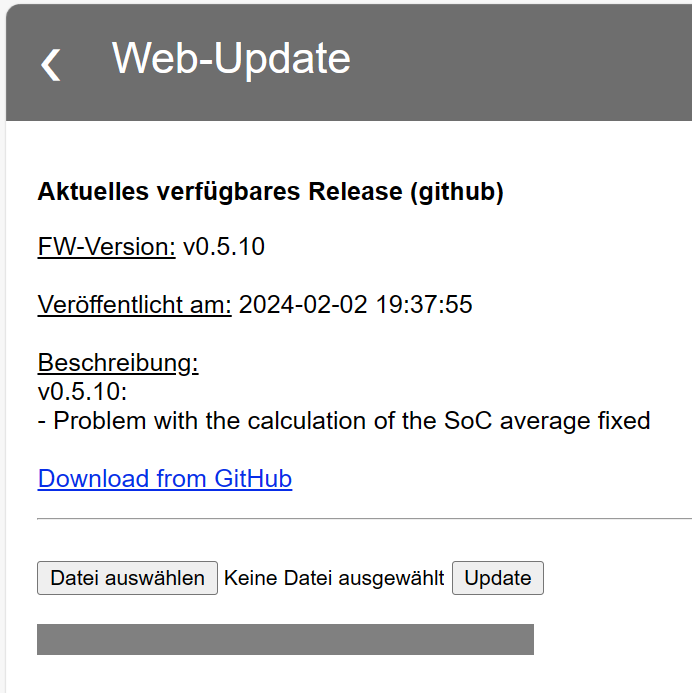 Web-Update
Aktuelles verfügbares Release (github)
FW-Version: v0.5.10
Veröffentlicht am: 2024-02-02 19:37:55
Beschreibung:
v0.5.10:
- Problem with the calculation of the SoC average fixed
Download from GitHub
Datei auswählen Keine Datei ausgewählt Update